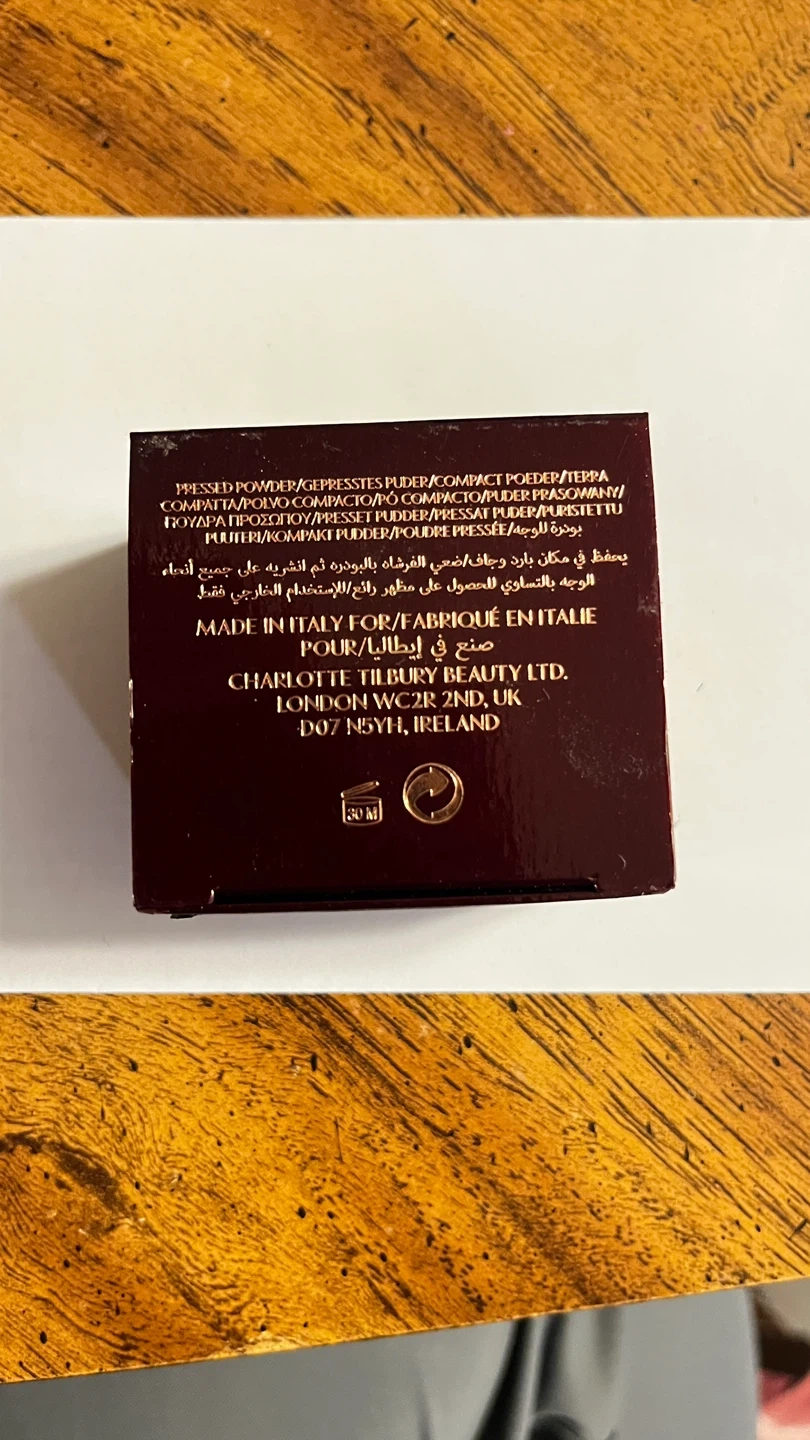 PRESSED POWDER/GEPRESSTES PUDER/COMPACT POEDER/TERRA
COMPATTA/POLVO COMPACTO/PÓ COMPACTO/PUDER PRASOWANY/
ΠΟΥΔΡΑ ΠΡΟΣΩΠΟΥ/PRESSET PUDDER/PRESSAT PUDER/PURISTETTU
PUUTERI/KOMPAKT PUDDER/POUDRE PRESSÉE/بودرة للوجه
يحفظ في مكان بارد وجاف/ضعي الفرشاه بالبودره ثم انشريه على جميع أنحاء
الوجه بالتساوي للحصول على مظهر رائع/للإستخدام الخارجي فقط
MADE IN ITALY FOR/FABRIQUÉ EN ITALIE
POUR/صنع في إيطاليا
CHARLOTTE TILBURY BEAUTY LTD.
LONDON WC2R 2ND, UK
D07 N5YH, IRELAND
30 M